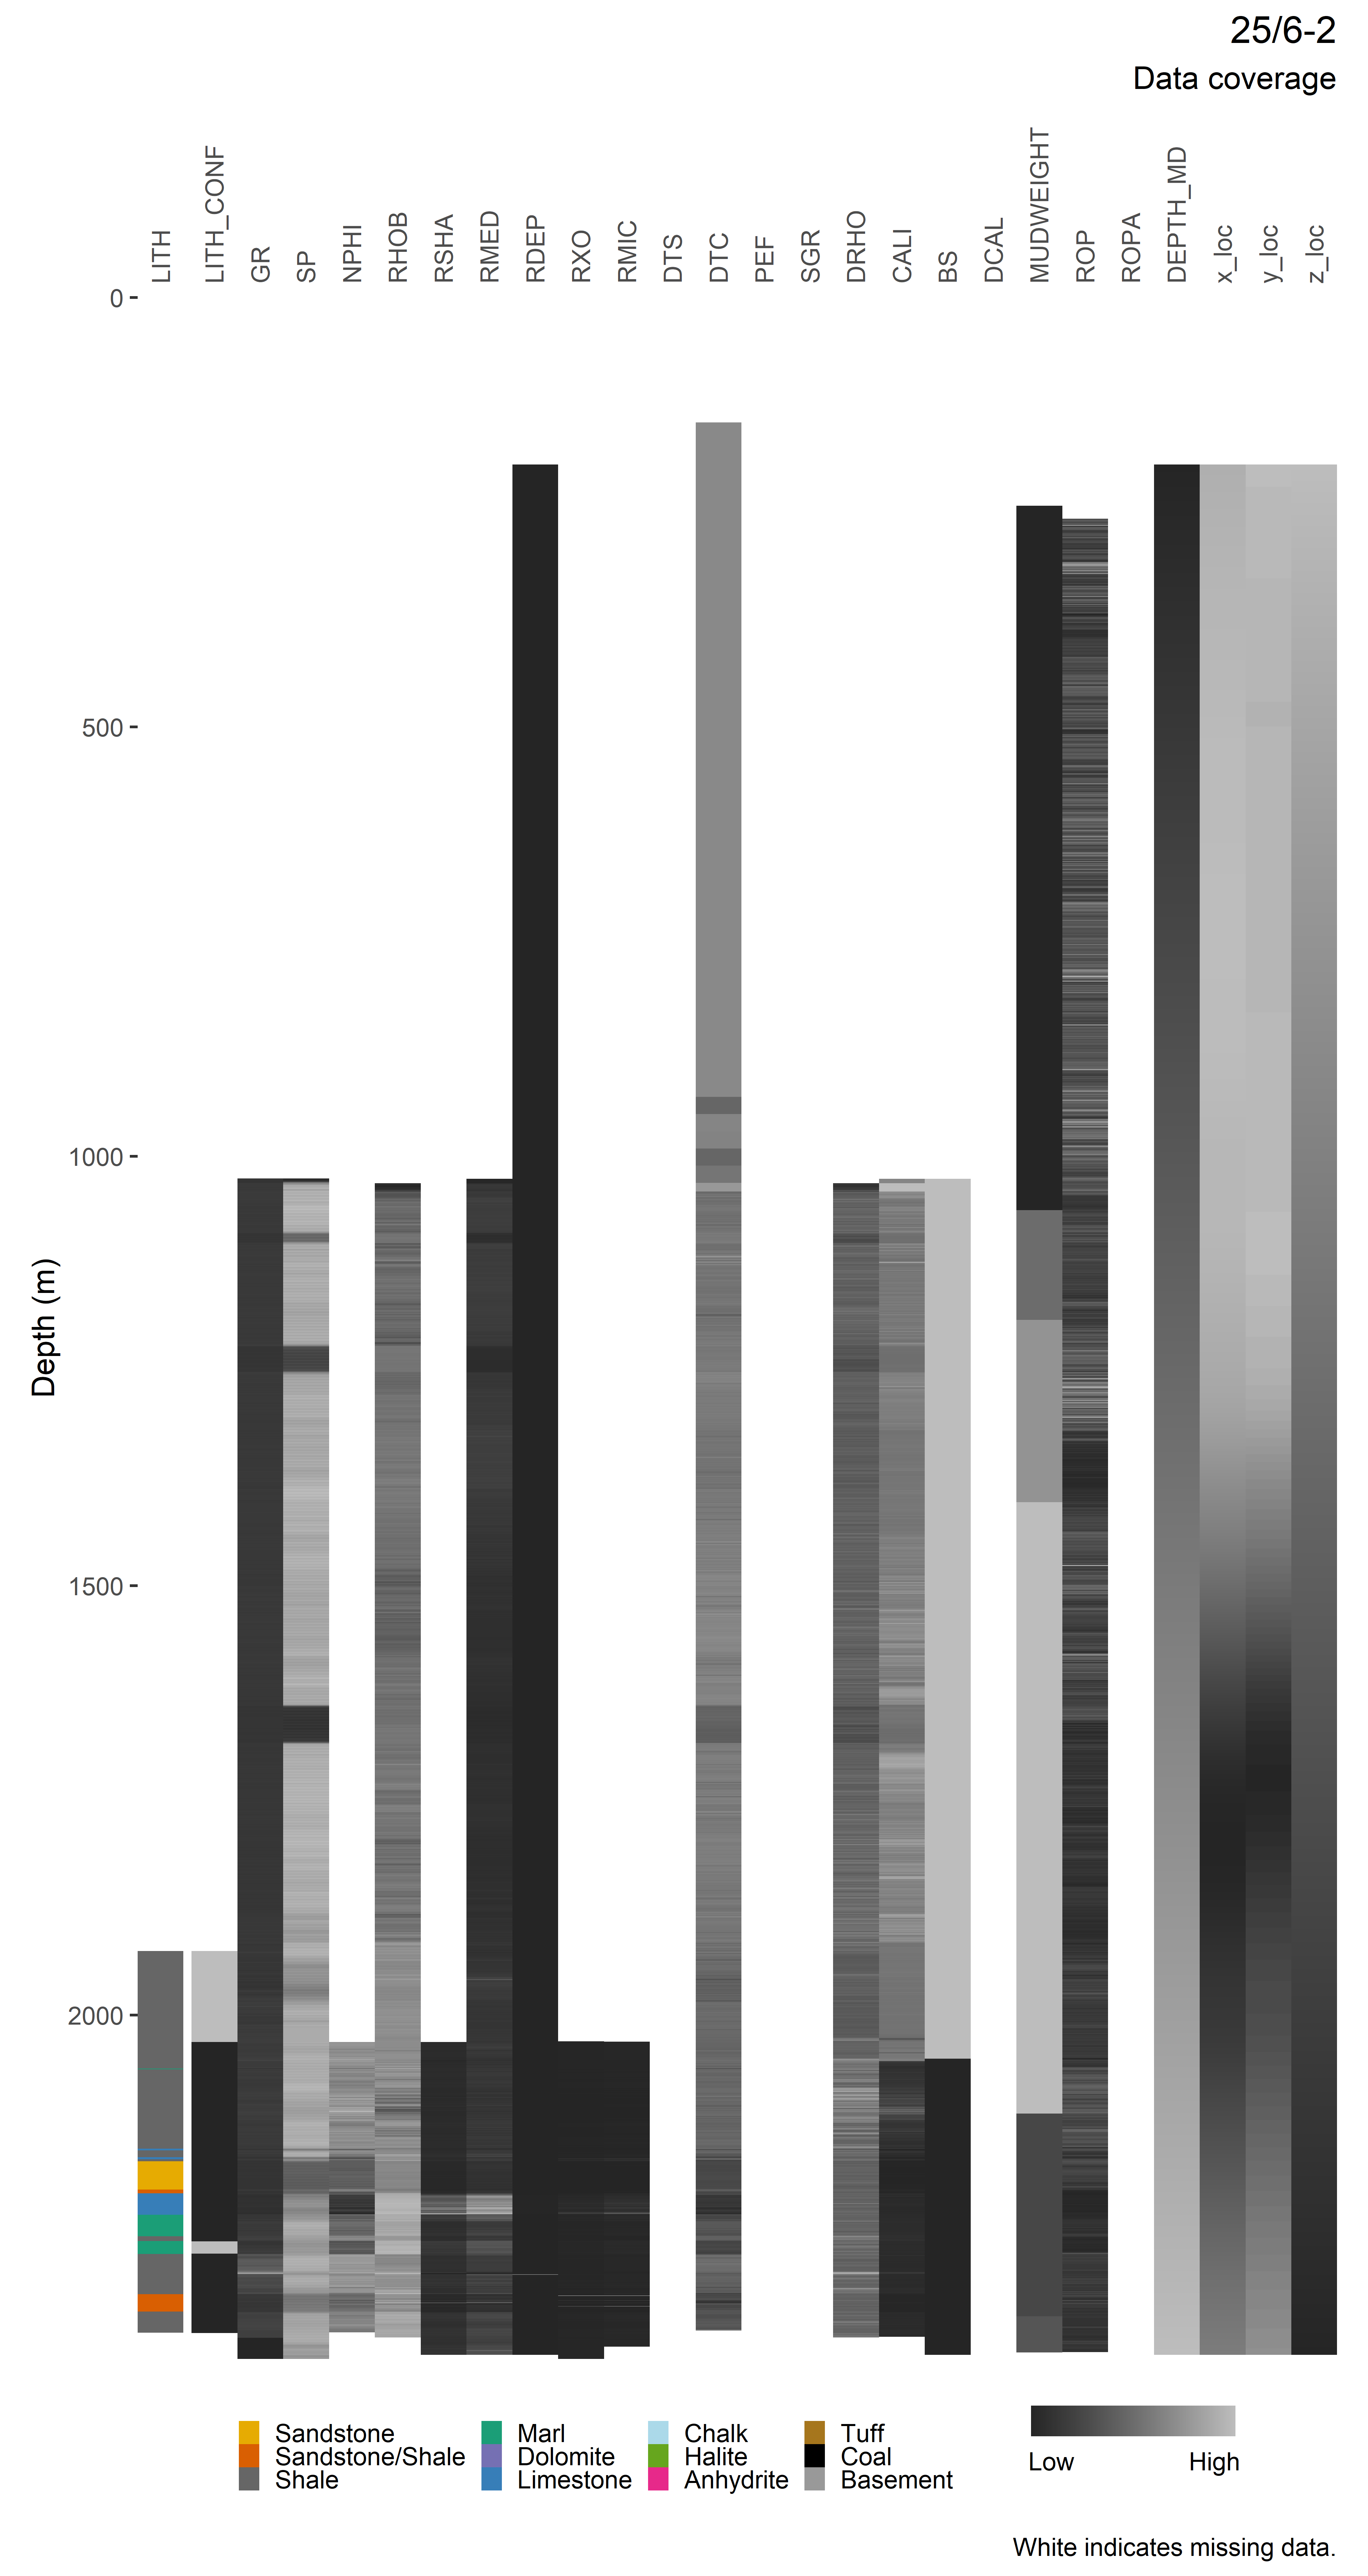 25/6-2
Data coverage
LITH
LITH_CONF
GR
SP
NPHI
RHOB
RSHA
RMED
RDEP
RXO
RMIC
DTS
DTC
PEF
SGR
DRHO
CALI
BS
DCAL
MUDWEIGHT
ROP
ROPA
DEPTH_MD
x_loc
y_loc
z_loc
0
500
1000
1500
2000
Depth (m)
Sandstone
Sandstone/Shale
Shale
Marl
Dolomite
Limestone
Chalk
Halite
Anhydrite
Tuff
Coal
Basement
Low High
White indicates missing data.